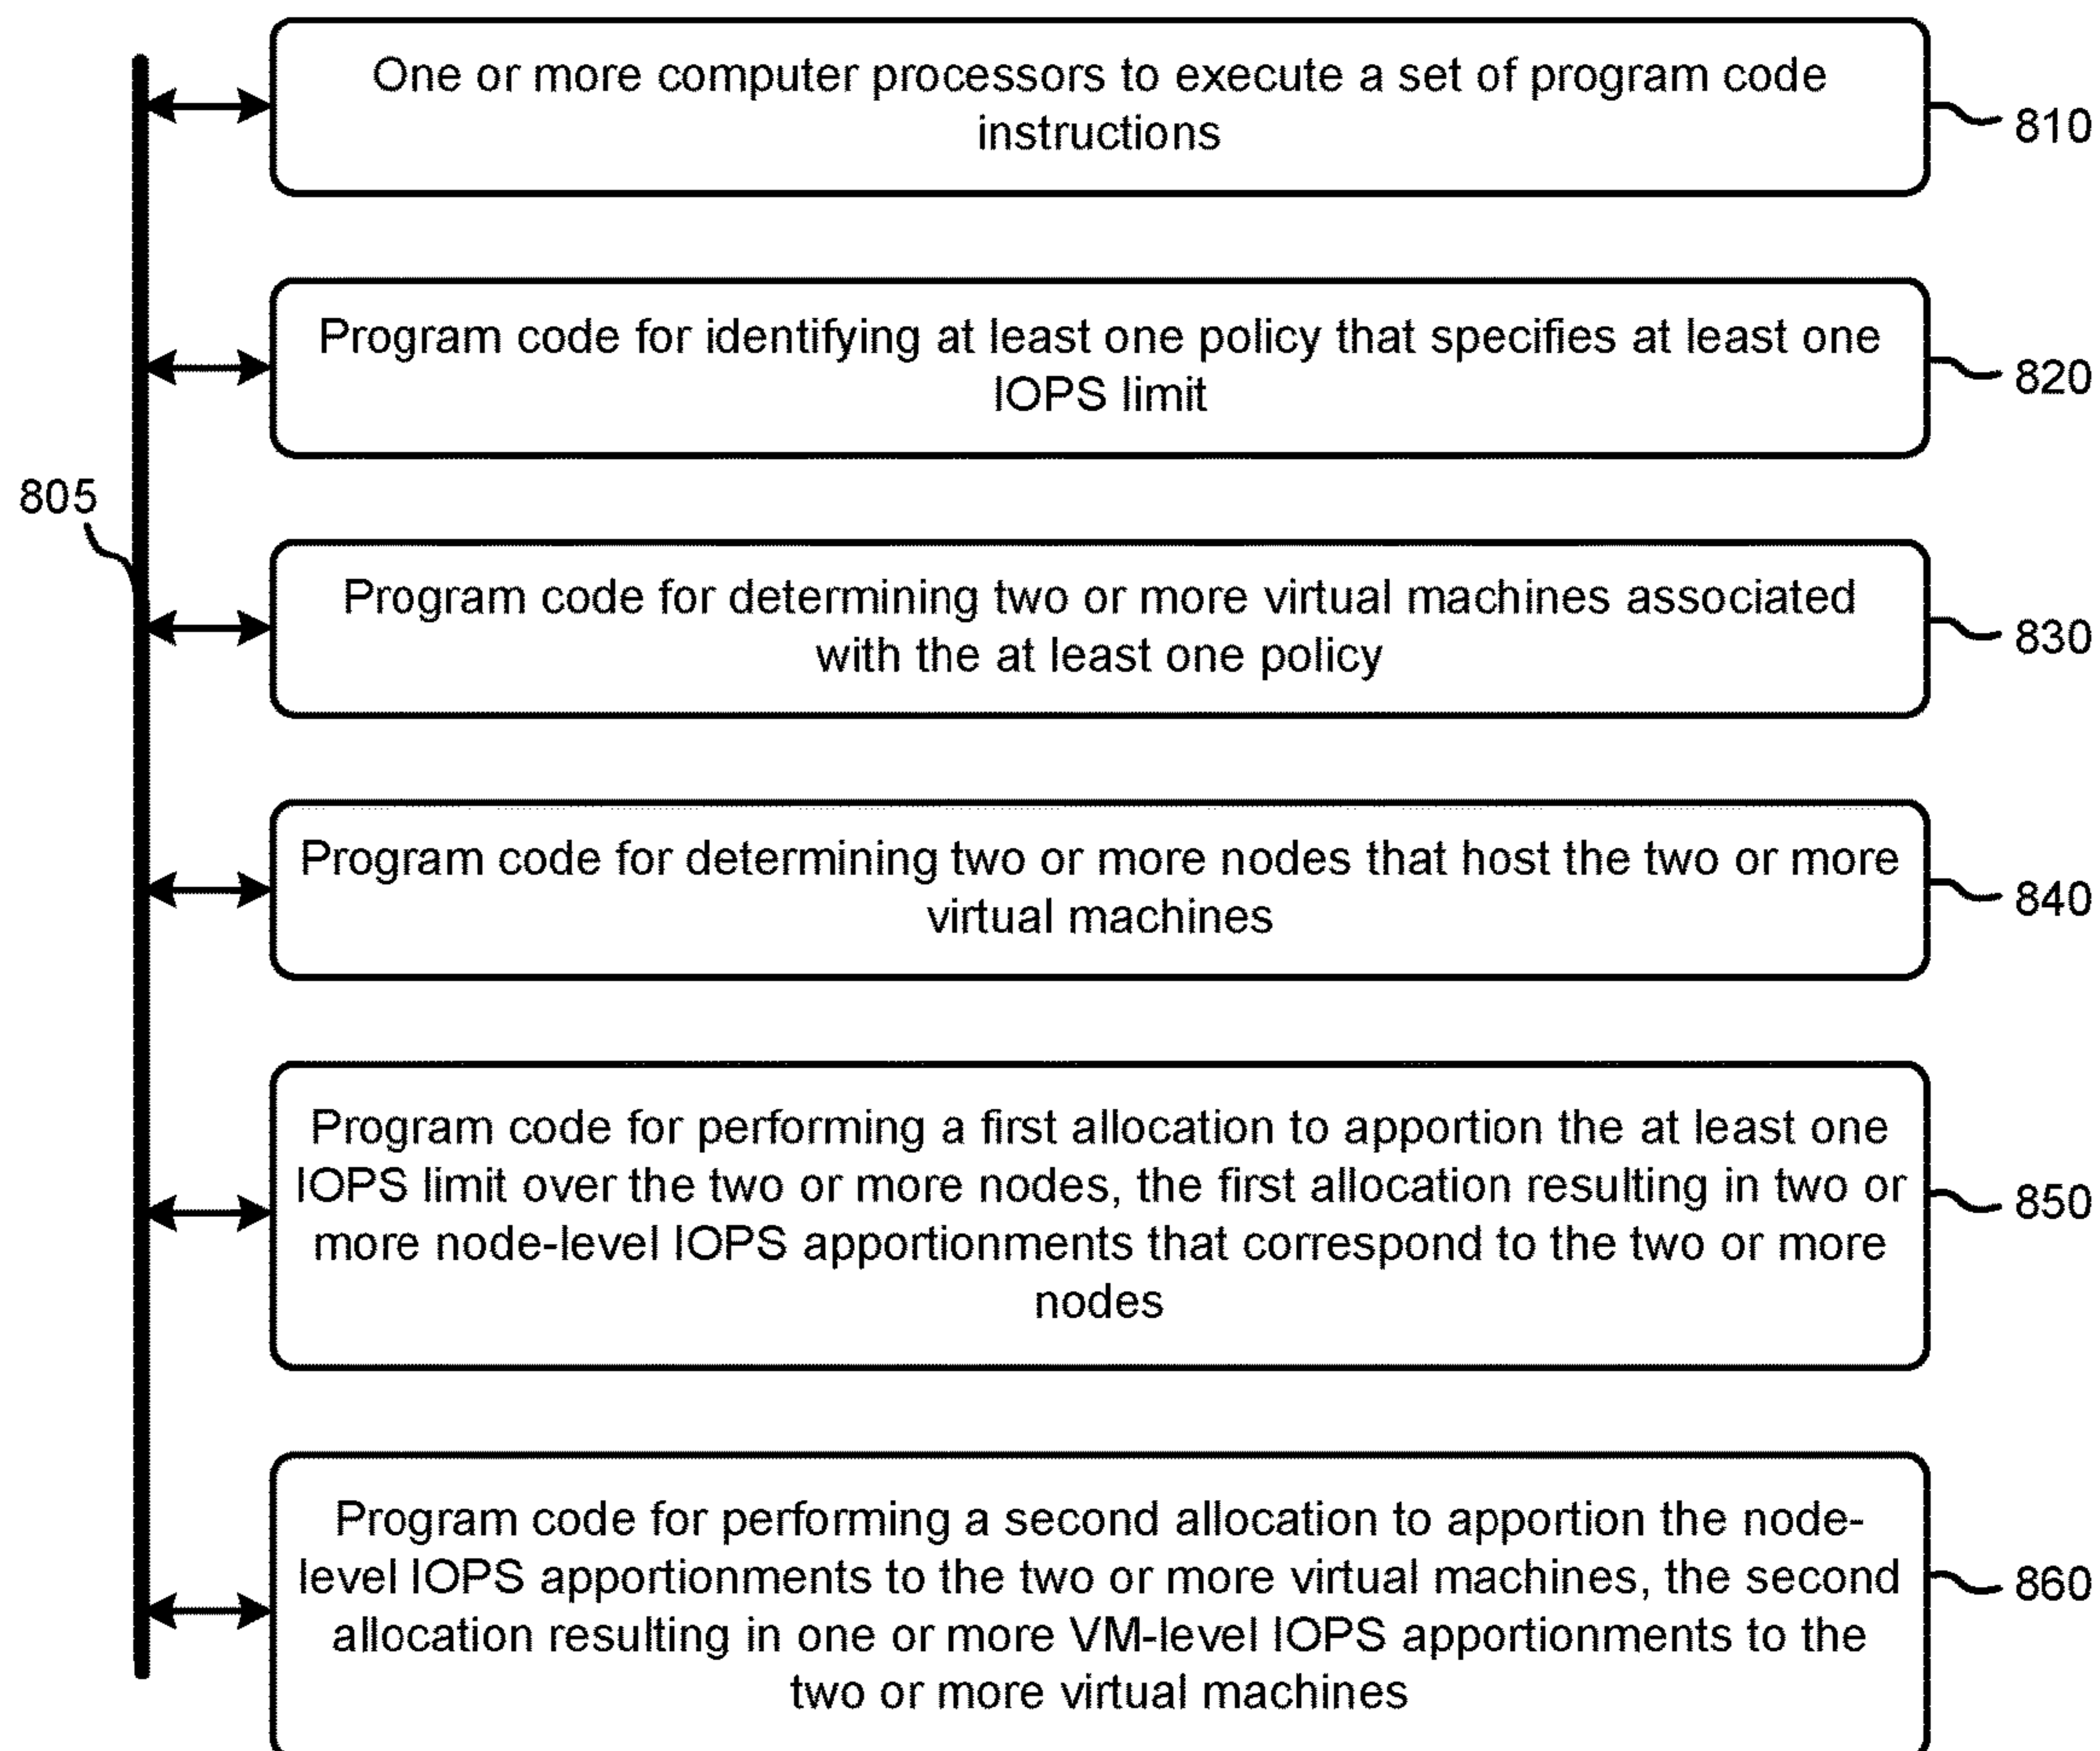 One or more computer processors to execute a set of program code
instructions
810
Program code for identifying at least one policy that specifies at least one
IOPS limit
820
805
Program code for determining two or more virtual machines associated
with the at least one policy
830
Program code for determining two or more nodes that host the two or more
virtual machines
840
Program code for performing a first allocation to apportion the at least one
IOPS limit over the two or more nodes, the first allocation resulting in two or
more node-level IOPS apportionments that correspond to the two or more
nodes
850
Program code for performing a second allocation to apportion the node-
level IOPS apportionments to the two or more virtual machines, the second
allocation resulting in one or more VM-level IOPS apportionments to the
two or more virtual machines
860